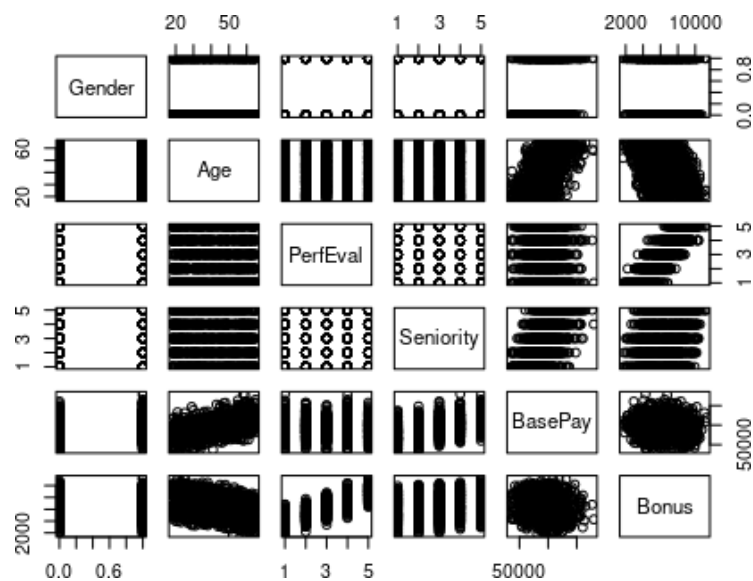 20 50
1 3 5
2000 10000
Gender
0.0 0.8
20 60
Age
PerfEval
1 3 5
1 3 5
Seniority
BasePay
50000
2000
Bonus
0.0 0.6
1 3 5
50000